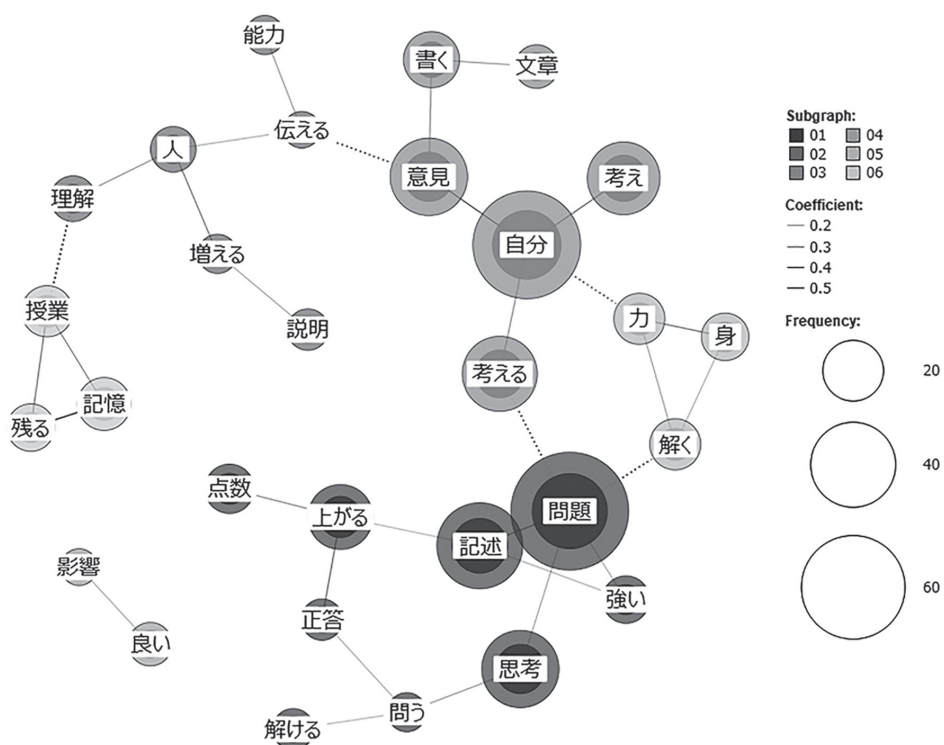 能力
書く
文章
伝える
人
意見
考え
理解
自分
増える
授業
説明
力
身
考える
記憶
残る
解く
点数
上がる
問題
記述
影響
強い
正答
良い
思考
問う
解ける
Subgraph:
01 04
02 05
03 06
Coefficient:
0.2
0.3
0.4
0.5
Frequency:
20
40
60